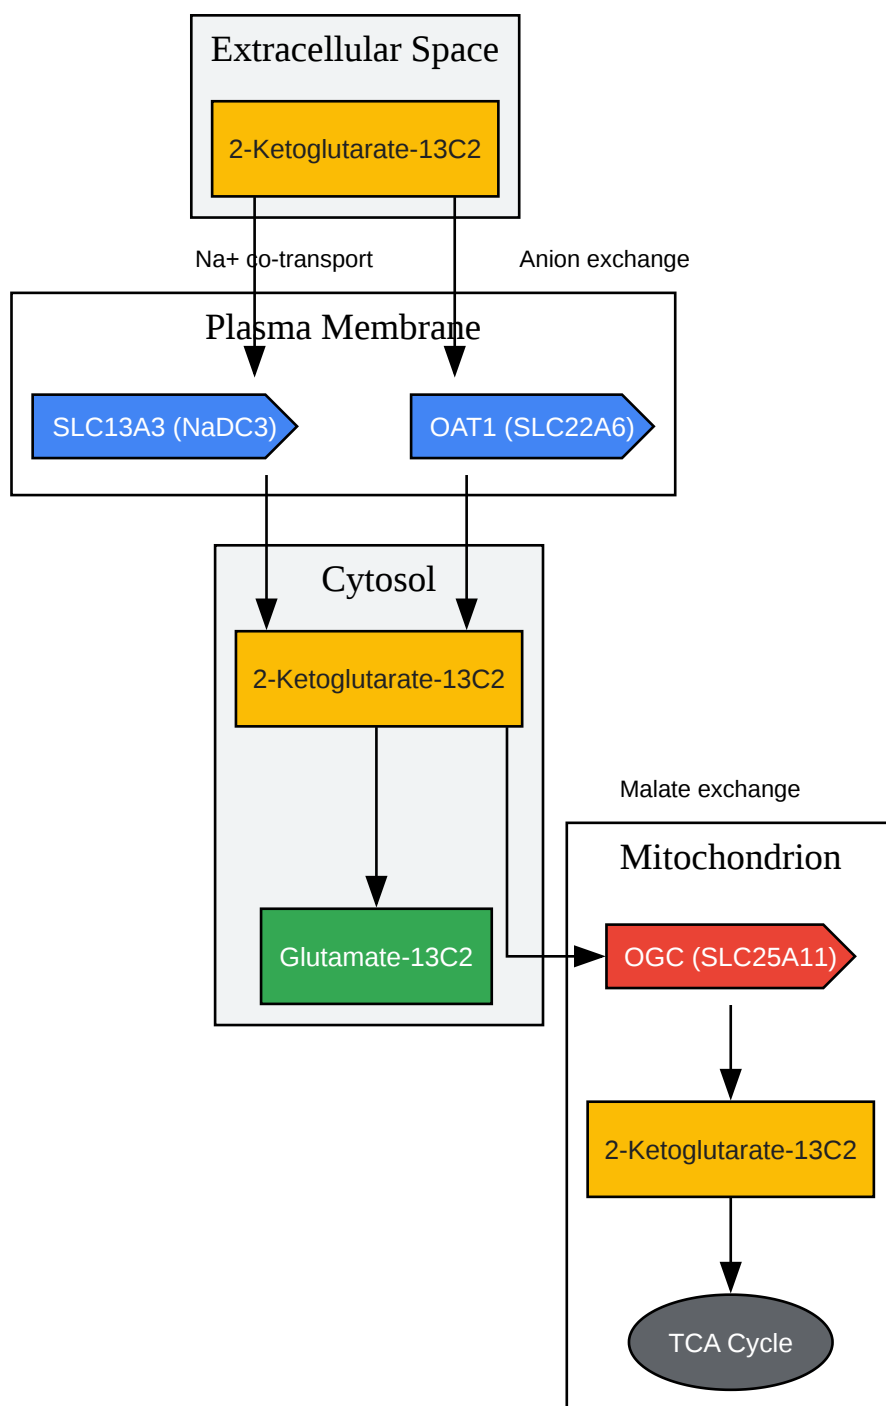 Extracellular Space
2-Ketoglutarate-13C2
Na+ co-transport
Anion exchange
Plasma Membrane
SLC13A3 (NaDC3)
OAT1 (SLC22A6)
Cytosol
2-Ketoglutarate-13C2
Malate exchange
Mitochondrion
Glutamate-13C2
OGC (SLC25A11)
2-Ketoglutarate-13C2
TCA Cycle